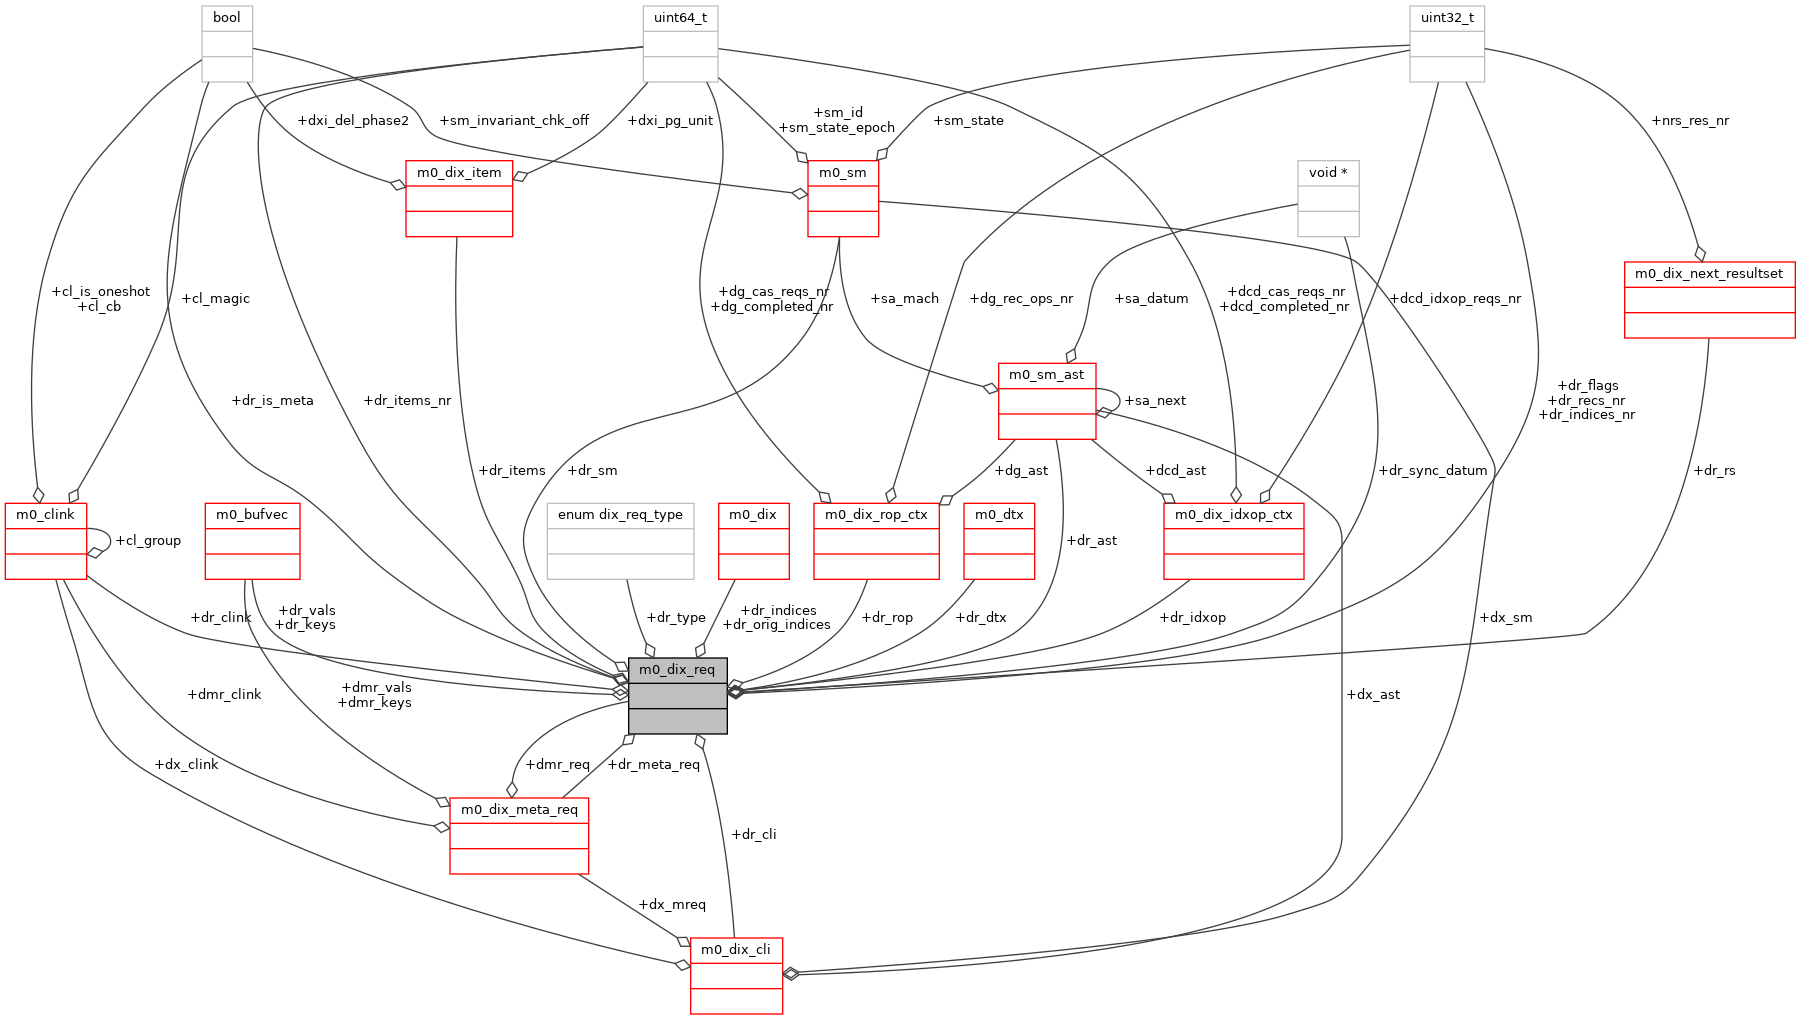 bool
uint64_t
uint32_t
+dxi_del_phase2
+sm_invariant_chk_off
+dxi_pg_unit
+sm_id
+sm_state_epoch
+sm_state
+nrs_res_nr
m0_dix_item
m0_sm
void *
m0_dix_next_resultset
+cl_is_oneshot
+cl_cb
+cl_magic
+dg_cas_reqs_nr
+dg_completed_nr
+sa_mach
+dg_rec_ops_nr
+sa_datum
+dcd_cas_reqs_nr
+dcd_completed_nr
+dcd_idxop_reqs_nr
m0_sm_ast
+dr_is_meta
+dr_items_nr
+sa_next
+dr_flags
+dr_recs_nr
+dr_indices_nr
+dr_items
+dr_sm
+dg_ast
+dcd_ast
+dr_sync_datum
+dr_rs
m0_clink
m0_bufvec
enum dix_req_type
m0_dix
m0_dix_rop_ctx
m0_dtx
m0_dix_idxop_ctx
+cl_group
+dr_ast
+dr_clink
+dr_vals
+dr_keys
+dr_type
+dr_indices
+dr_orig_indices
+dr_rop
+dr_dtx
+dr_idxop
+dx_sm
m0_dix_req
+dmr_clink
+dmr_vals
+dmr_keys
+dx_ast
+dx_clink
+dmr_req
+dr_meta_req
m0_dix_meta_req
+dr_cli
+dx_mreq
m0_dix_cli